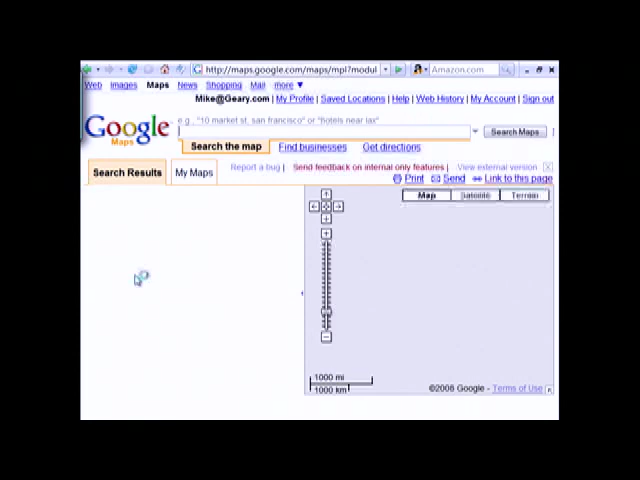 http://maps.google.com/maps/mpl?modul
Amazon.com
Web Images Maps News Shopping Mail more ▼
Mike@Geary.com | My Profile | Saved Locations | Help | Web History | My Account | Sign out
Google
Maps
e.g., "10 market st, san francisco" or "hotels near lax"
Search Maps
Search the map Find businesses Get directions
Search Results My Maps
Report a bug | Send feedback on internal only features | View external version
Print Send Link to this page
Map Satellite Terrain
1000 mi
1000 km
©2008 Google - Terms of Use